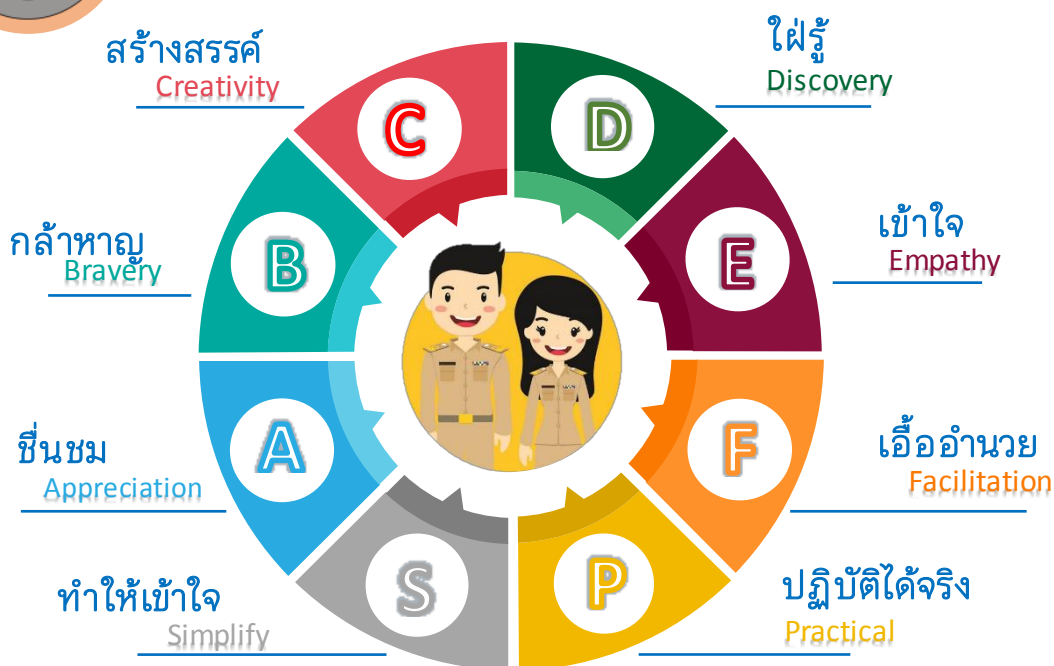 สร้างสรรค์
Creativity
C
ใฝ่รู้
Discovery
D
กล้าหาญ
Bravery
B
เข้าใจ
Empathy
E
ชื่นชม
Appreciation
A
เอื้ออำนวย
Facilitation
F
ทำให้เข้าใจ
Simplify
S
ปฏิบัติได้จริง
Practical
P